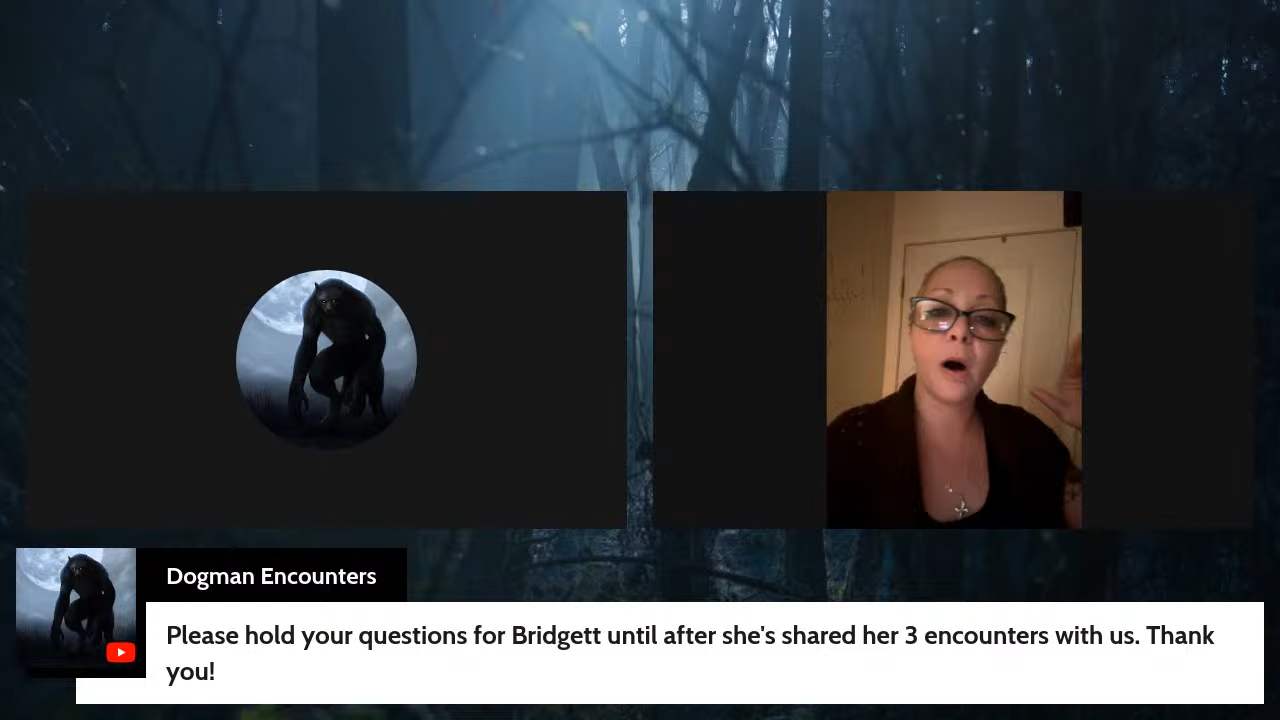 Dogman Encounters
Please hold your questions for Bridgett until after she's shared her 3 encounters with us. Thank
you!